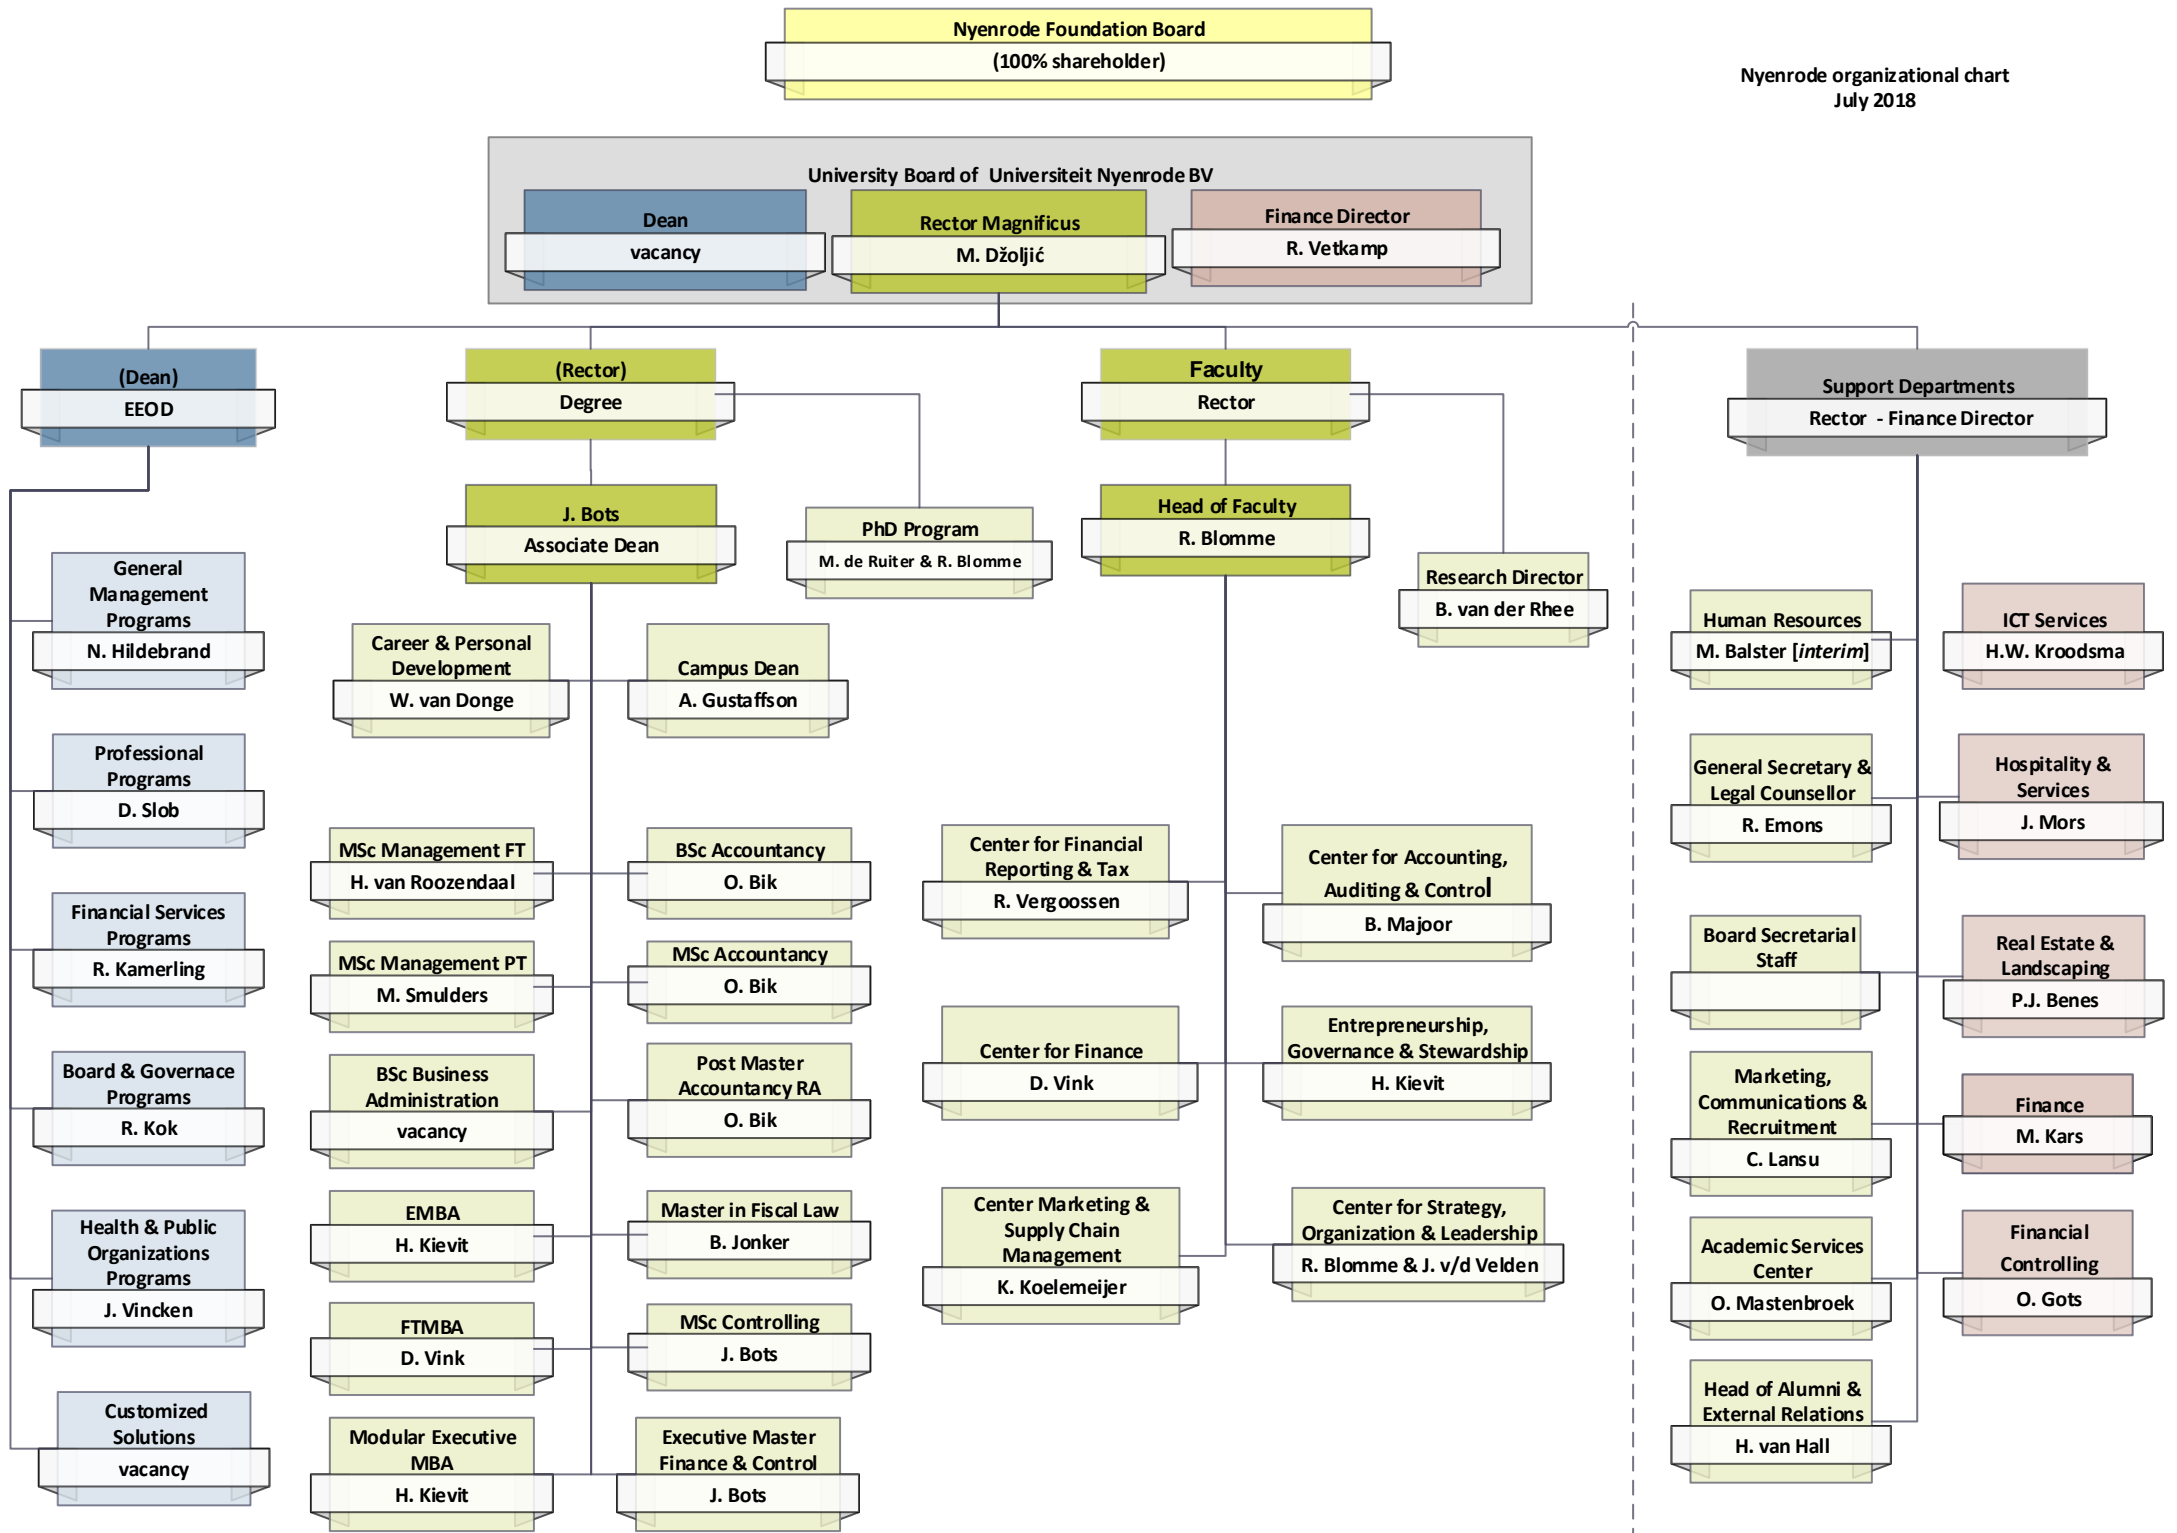 Nyenrode Foundation Board
(100% shareholder)
Nyenrode organizational chart
July 2018
University Board of  Universiteit Nyenrode BV
Dean
vacancy
Rector Magnificus
M. Džoljić
Finance Director
R. Vetkamp
(Dean)
EEOD
(Rector)
Degree
Faculty
Rector
Support Departments
Rector  - Finance Director
J. Bots
Associate Dean
PhD Program
M. de Ruiter & R. Blomme
Head of Faculty
R. Blomme
Research Director
B. van der Rhee
General
Management
Programs
N. Hildebrand
Professional
Programs
D. Slob
Financial Services
Programs
R. Kamerling
Board & Governace
Programs
R. Kok
Health & Public
Organizations
Programs
J. Vincken
Customized
Solutions
vacancy
Career & Personal
Development
W. van Donge
Campus Dean
A. Gustaffson
MSc Management FT
H. van Roozendaal
BSc Accountancy
O. Bik
MSc Management PT
M. Smulders
MSc Accountancy
O. Bik
BSc Business
Administration
vacancy
Post Master
Accountancy RA
O. Bik
EMBA
H. Kievit
Master in Fiscal Law
B. Jonker
FTMBA
D. Vink
MSc Controlling
J. Bots
Modular Executive
MBA
H. Kievit
Executive Master
Finance & Control
J. Bots
Center for Financial
Reporting & Tax
R. Vergoossen
Center for Accounting,
Auditing & Control
B. Majoor
Center for Finance
D. Vink
Entrepreneurship,
Governance & Stewardship
H. Kievit
Center Marketing &
Supply Chain
Management
K. Koelemeijer
Center for Strategy,
Organization & Leadership
R. Blomme & J. v/d Velden
Human Resources
M. Balster [interim]
ICT Services
H.W. Kroodsma
General Secretary &
Legal Counsellor
R. Emons
Hospitality &
Services
J. Mors
Board Secretarial
Staff
Real Estate &
Landscaping
P.J. Benes
Marketing,
Communications &
Recruitment
C. Lansu
Finance
M. Kars
Academic Services
Center
O. Mastenbroek
Financial
Controlling
O. Gots
Head of Alumni &
External Relations
H. van Hall